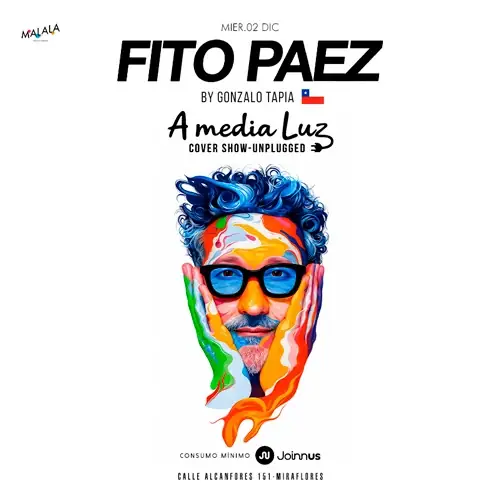 MALALA
MIER.02 DIC
FITO PAEZ
BY GONZALO TAPIA
A media Luz
COVER SHOW-UNPLUGGED
CONSUMO MÍNIMO Joinnus
CALLE ALCANFORES 151-MIRAFLORES